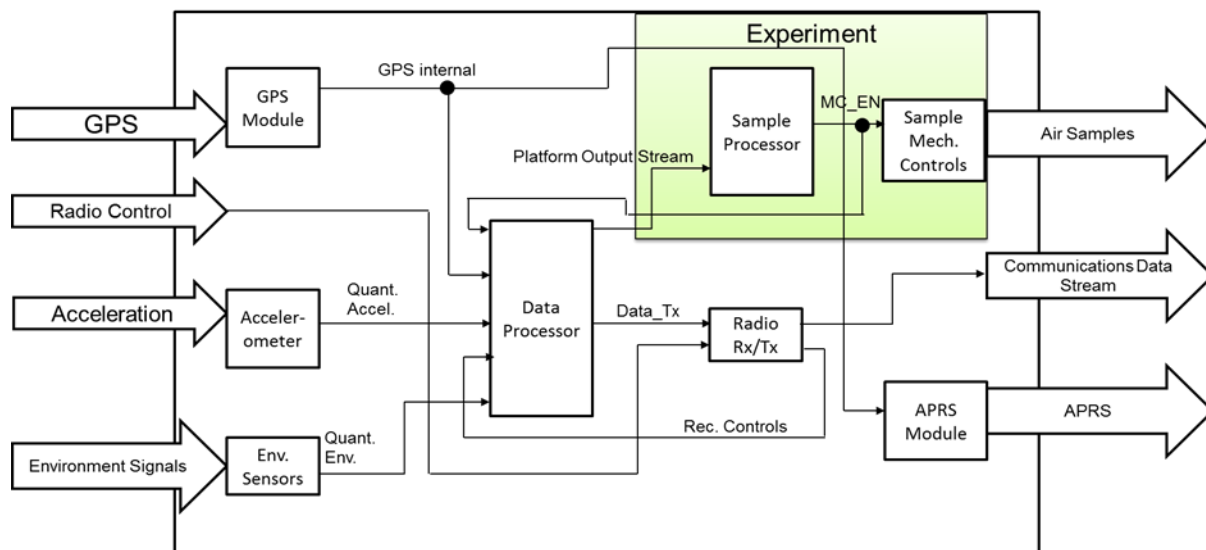 Experiment
GPS internal
GPS
Module
GPS
MC_EN
Sample
Processor
Sample
Mech.
Controls
Air Samples
Platform Output Stream
Radio Control
Communications Data
Stream
Quant.
Accel.
Acceleration
Acceler-
ometer
Data
Processor
Data_Tx
Radio
Rx/Tx
APRS
Module
APRS
Rec. Controls
Quant.
Env.
Environment Signals
Env.
Sensors